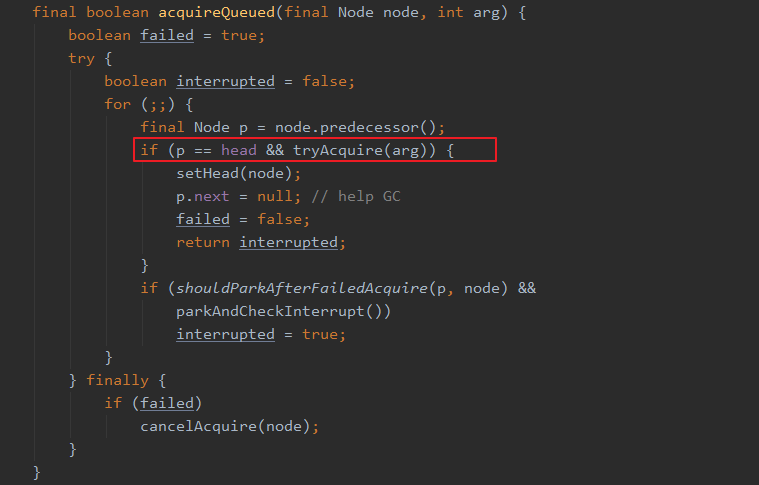 final boolean acquireQueued(final Node node, int arg) {
    boolean failed = true;
    try {
        boolean interrupted = false;
        for (;;) {
            final Node p = node.predecessor();
            if (p == head && tryAcquire(arg)) {
                setHead(node);
                p.next = null; // help GC
                failed = false;
                return interrupted;
            }
            if (shouldParkAfterFailedAcquire(p, node) &&
                parkAndCheckInterrupt())
                interrupted = true;
        }
    } finally {
        if (failed)
            cancelAcquire(node);
    }
}